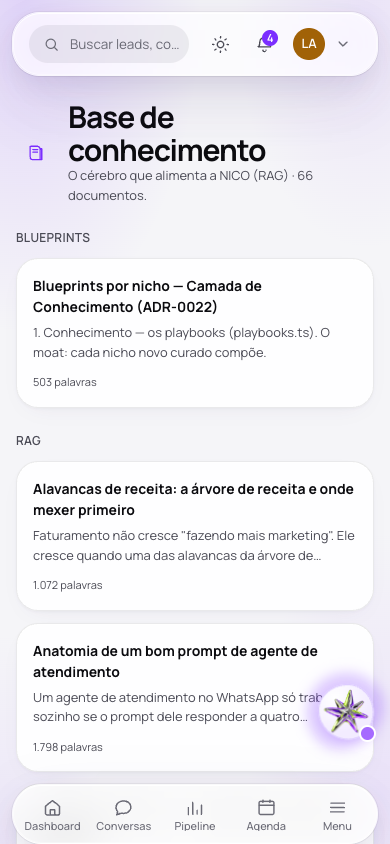 Buscar leads, co…
4
LA
Base de
conhecimento
O cérebro que alimenta a NICO (RAG) · 66
documentos.
BLUEPRINTS
Blueprints por nicho — Camada de
Conhecimento (ADR-0022)
1. Conhecimento — os playbooks (playbooks.ts). O
moat: cada nicho novo curado compõe.
503 palavras
RAG
Alavancas de receita: a árvore de receita e onde
mexer primeiro
Faturamento não cresce "fazendo mais marketing". Ele
cresce quando uma das alavancas da árvore de…
1.072 palavras
Anatomia de um bom prompt de agente de
atendimento
Um agente de atendimento no WhatsApp só
sozinho se o prompt dele responder a quatro…
1.798 palavras
Dashboard
Conversas
Pipeline
Agenda
Menu